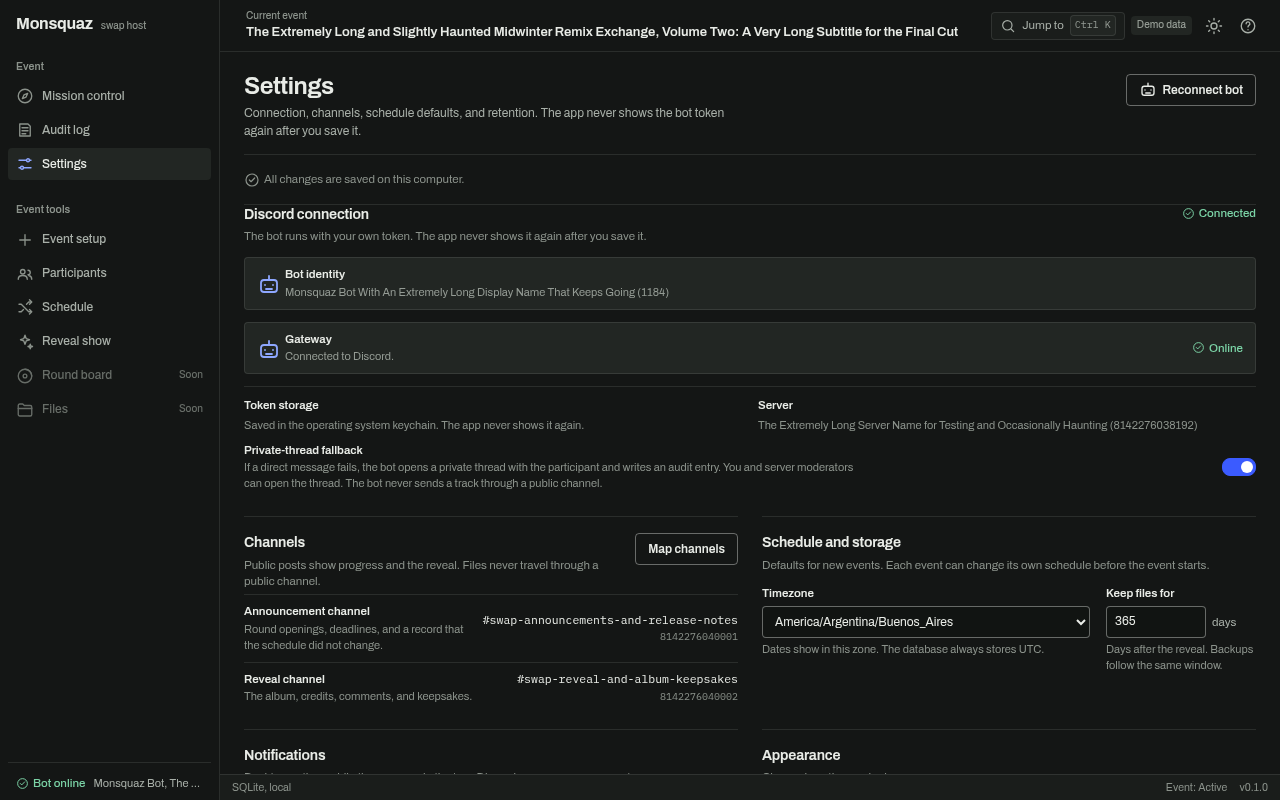 Monsquaz swap host
Event
Mission control
Audit log
Settings
Event tools
Event setup
Participants
Schedule
Reveal show
Round board Soon
Files Soon
Bot online Monsquaz Bot, The ...
Current event
The Extremely Long and Slightly Haunted Midwinter Remix Exchange, Volume Two: A Very Long Subtitle for the Final Cut
Jump to Ctrl K
Demo data
Settings
Connection, channels, schedule defaults, and retention. The app never shows the bot token
again after you save it.
Reconnect bot
All changes are saved on this computer.
Discord connection
Connected
The bot runs with your own token. The app never shows it again after you save it.
Bot identity
Monsquaz Bot With An Extremely Long Display Name That Keeps Going (1184)
Gateway
Connected to Discord.
Online
Token storage
Saved in the operating system keychain. The app never shows it again.
Server
The Extremely Long Server Name for Testing and Occasionally Haunting (8142276038192)
Private-thread fallback
If a direct message fails, the bot opens a private thread with the participant and writes an audit entry. You and server moderators
can open the thread. The bot never sends a track through a public channel.
Channels
Public posts show progress and the reveal. Files never travel through a
public channel.
Map channels
Announcement channel
Round openings, deadlines, and a record that
the schedule did not change.
#swap-announcements-and-release-notes
8142276040001
Reveal channel
The album, credits, comments, and keepsakes.
#swap-reveal-and-album-keepsakes
8142276040002
Schedule and storage
Defaults for new events. Each event can change its own schedule before the event starts.
Timezone
America/Argentina/Buenos_Aires
Dates show in this zone. The database always stores UTC.
Keep files for
365 days
Days after the reveal. Backups
follow the same window.
Notifications
Appearance
SQLite, local
Event: Active v0.1.0